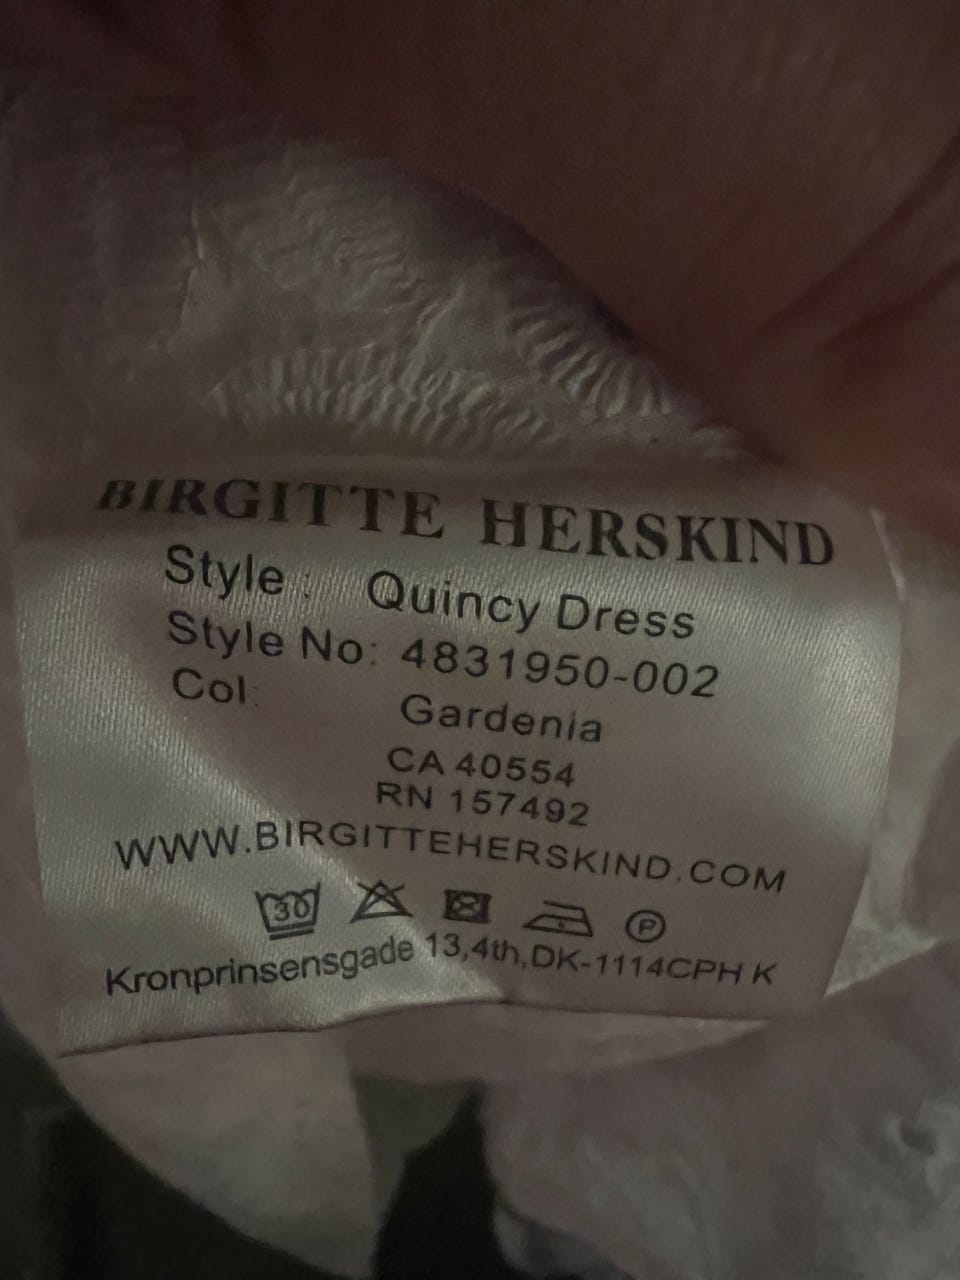 BIRGITTE HERSKIND
Style : Quincy Dress
Style No: 4831950-002
Col: Gardenia
CA 40554
RN 157492
WWW.BIRGITTEHERSKIND.COM
30 P
Kronprinsensgade 13,4th,DK-1114CPH K